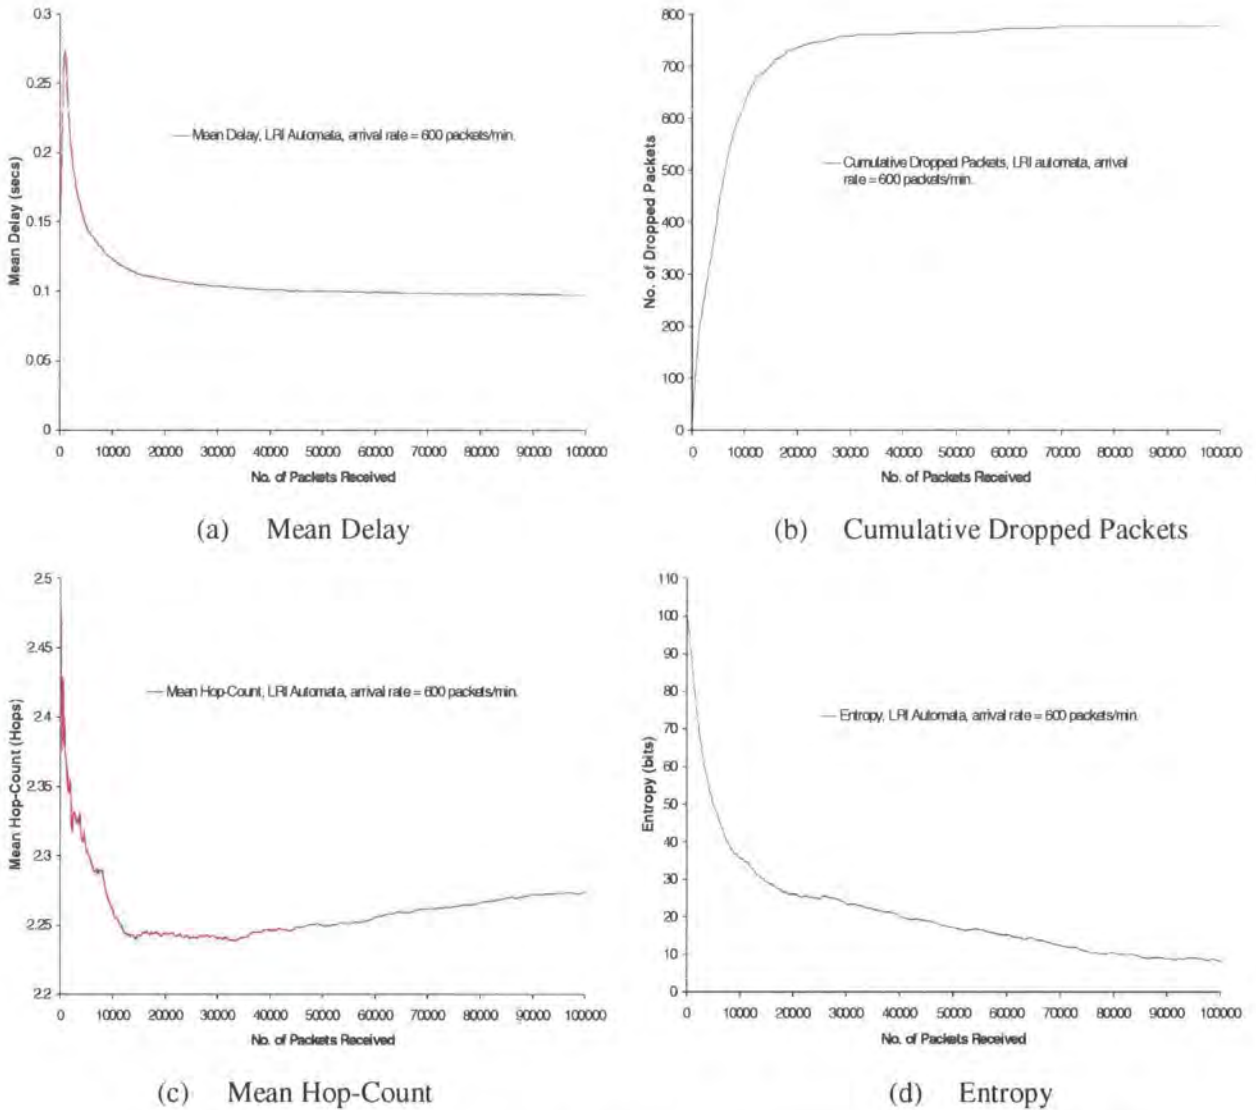 0.3
0.25
0.2
0.15
0.1
0.05
0
Mean Delay (secs)
Mean Delay, LRI Automata, arrival rate = 600 packets/min.
0 10000 20000 30000 40000 50000 60000 70000 80000 90000 100000
No. of Packets Received
(a) Mean Delay
800
700
600
500
400
300
200
100
0
No. of Dropped Packets
Cumulative Dropped Packets, LRI automata, arrival
rate = 600 packets/min.
0 10000 20000 30000 40000 50000 60000 70000 80000 90000 100000
No. of Packets Received
(b) Cumulative Dropped Packets
2.5
2.45
2.4
2.35
2.3
2.25
2.2
Mean Hop-Count (Hops)
Mean Hop-Count, LRI Automata, arrival rate = 600 packets/min.
0 10000 20000 30000 40000 50000 60000 70000 80000 90000 100000
No. of Packets Received
(c) Mean Hop-Count
110
100
90
80
70
60
50
40
30
20
10
0
Entropy (bits)
Entropy, LRI Automata, arrival rate = 600 packets/min.
0 10000 20000 30000 40000 50000 60000 70000 80000 90000 100000
No. of Packets Received
(d) Entropy